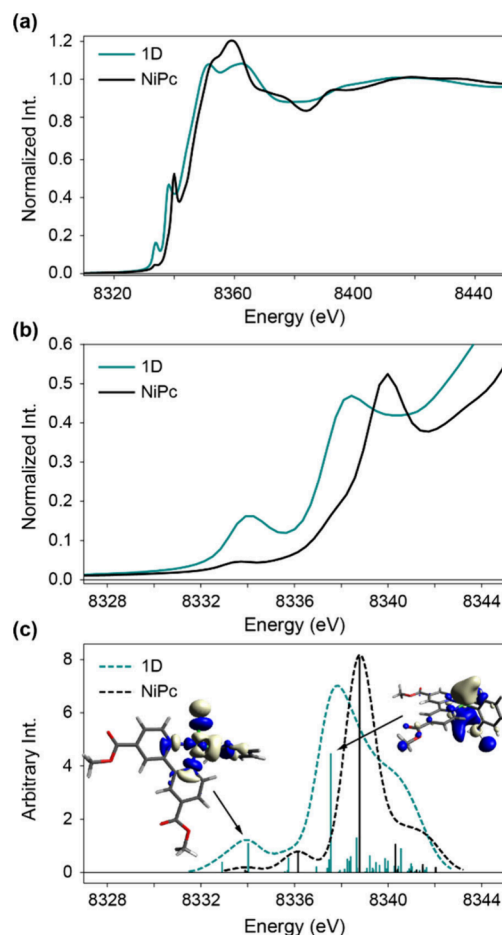 (a)
1.2
1D
NiPc
1.0
0.8
0.6
0.4
0.2
0.0
Normalized Int.
8320 8360 8400 8440
Energy (eV)
(b)
0.6
1D
NiPc
0.5
0.4
0.3
0.2
0.1
0.0
Normalized Int.
8328 8332 8336 8340 8344
Energy (eV)
(c)
8
1D
NiPc
6
4
2
0
Arbitrary Int.
8328 8332 8336 8340 8344
Energy (eV)